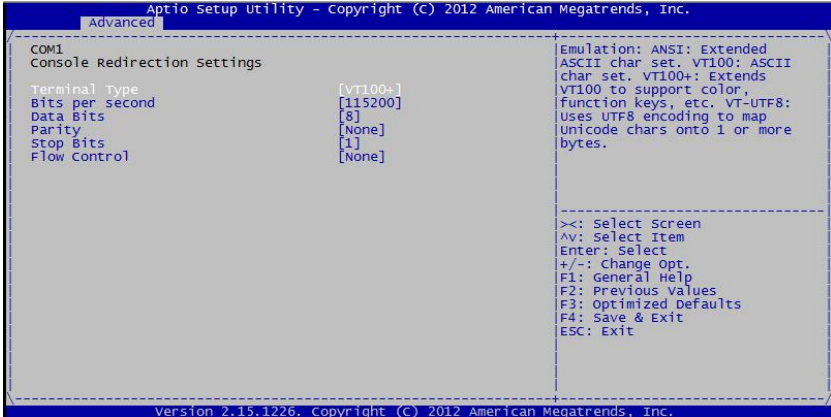 Aptio Setup Utility - Copyright (C) 2012 American Megatrends, Inc.
Advanced
COM1
Console Redirection Settings
Terminal Type [VT100+]
Bits per second [115200]
Data Bits [8]
Parity [None]
Stop Bits [1]
Flow Control [None]
Emulation: ANSI: Extended
ASCII char set. VT100: ASCII
char set. VT100+: Extends
VT100 to support color,
function keys, etc. VT-UTF8:
Uses UTF8 encoding to map
Unicode chars onto 1 or more
bytes.
><: Select Screen
^v: Select Item
Enter: Select
+/-: Change Opt.
F1: General Help
F2: Previous Values
F3: Optimized Defaults
F4: Save & Exit
ESC: Exit
Version 2.15.1226. Copyright (C) 2012 American Megatrends, Inc.